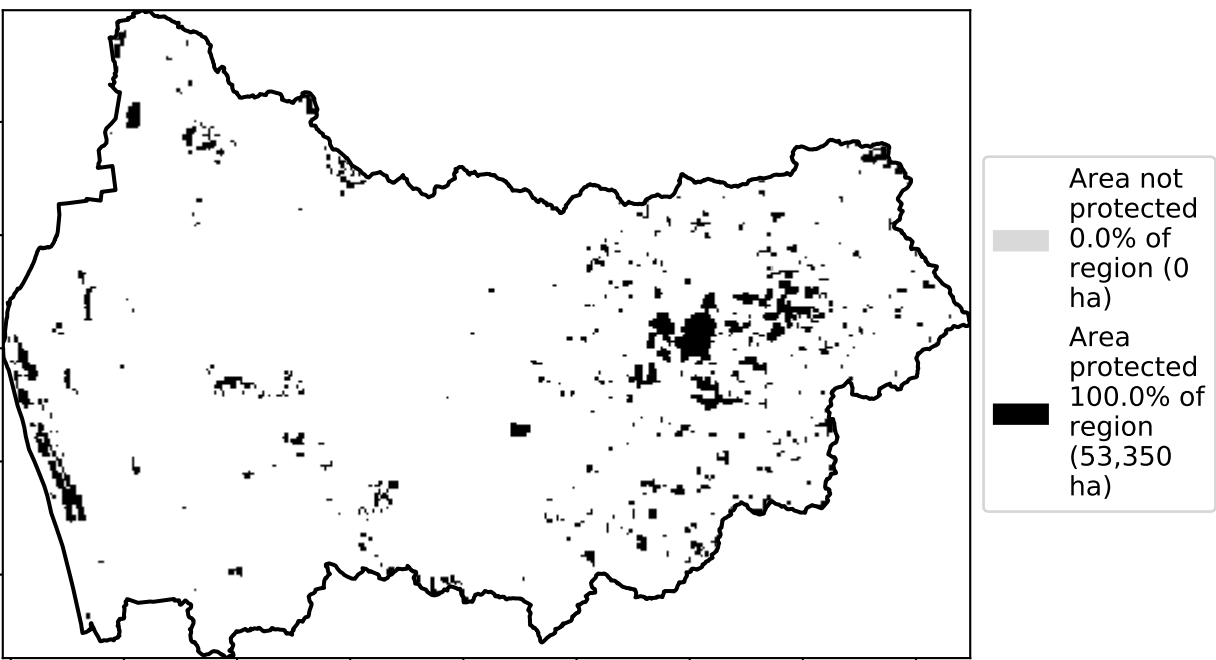 Area not
protected
0.0% of
region (0
ha)
Area
protected
100.0% of
region
(53,350
ha)